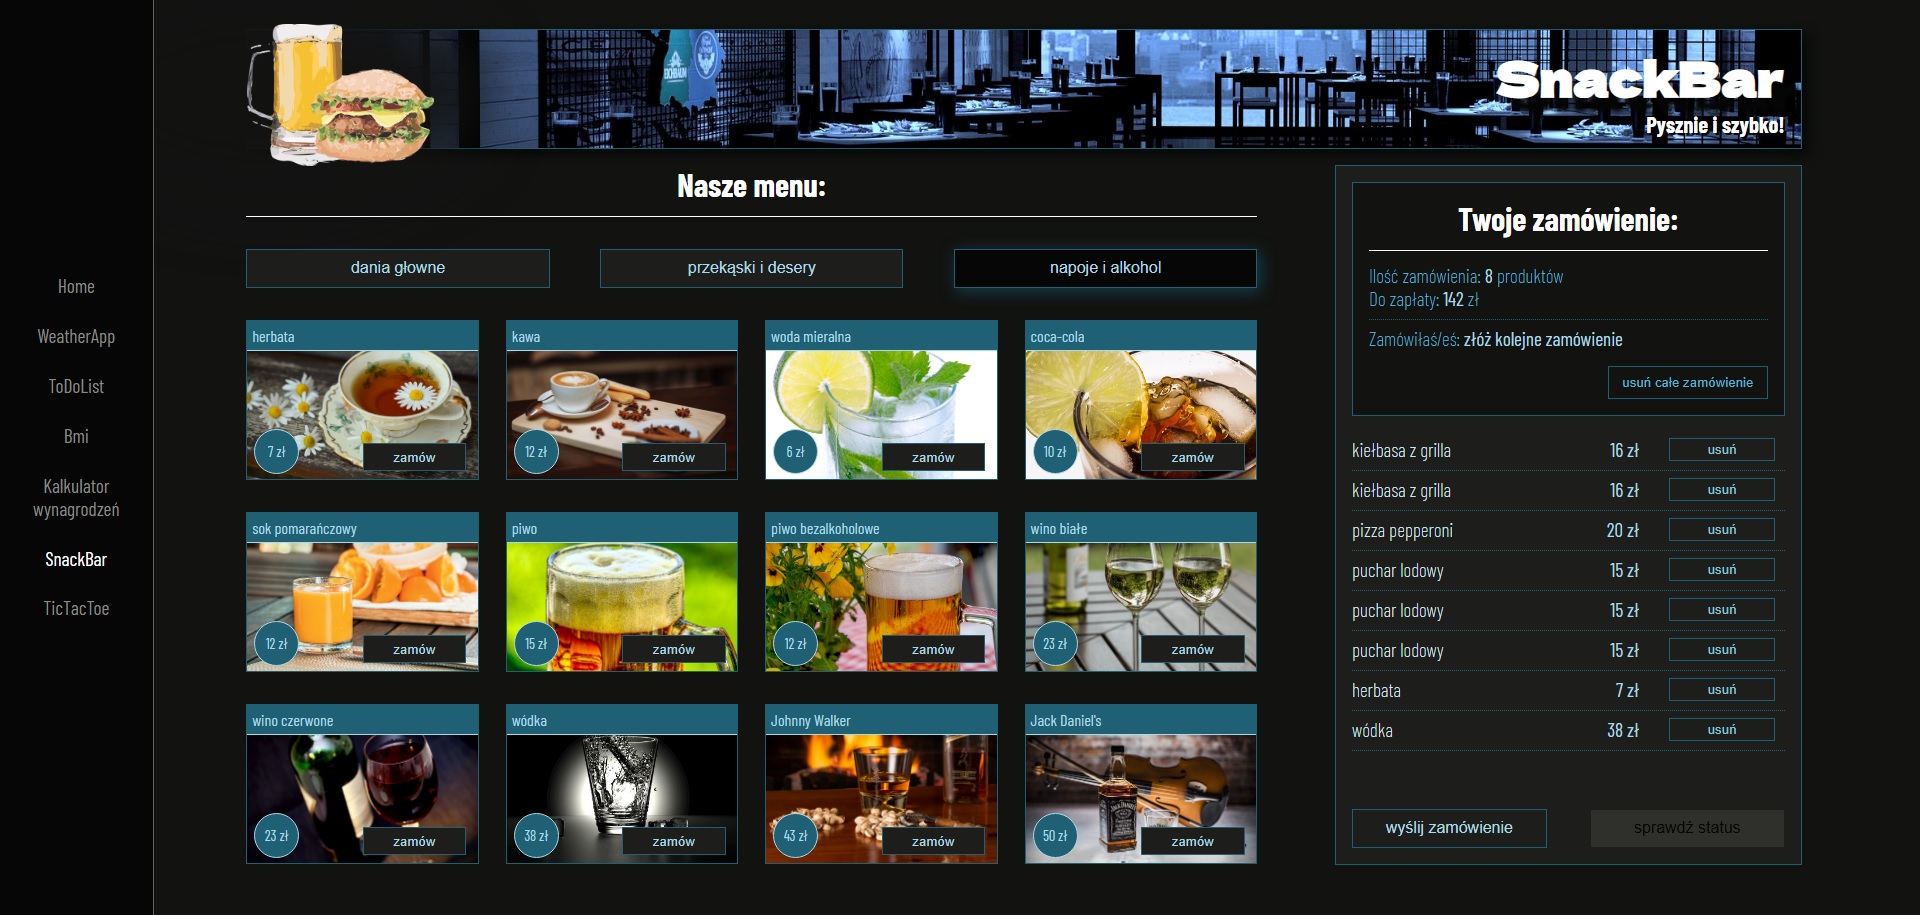 Home
WeatherApp
ToDoList
Bmi
Kalkulator
wynagrodzeń
SnackBar
TicTacToe
EICHBAUM
SnackBar
Pysznie i szybko!
Nasze menu:
dania głowne
przekąski i desery
napoje i alkohol
herbata
7 zł
zamów
kawa
12 zł
zamów
woda mieralna
6 zł
zamów
coca-cola
10 zł
zamów
sok pomarańczowy
12 zł
zamów
piwo
15 zł
zamów
piwo bezalkoholowe
12 zł
zamów
wino białe
23 zł
zamów
wino czerwone
23 zł
zamów
wódka
38 zł
zamów
Johnny Walker
43 zł
zamów
Jack Daniel's
50 zł
zamów
Twoje zamówienie:
Ilość zamówienia: 8 produktów
Do zapłaty: 142 zł
Zamówiłaś/eś: złóż kolejne zamówienie
usuń całe zamówienie
kiełbasa z grilla 16 zł usuń
kiełbasa z grilla 16 zł usuń
pizza pepperoni 20 zł usuń
puchar lodowy 15 zł usuń
puchar lodowy 15 zł usuń
puchar lodowy 15 zł usuń
herbata 7 zł usuń
wódka 38 zł usuń
wyślij zamówienie
sprawdź status